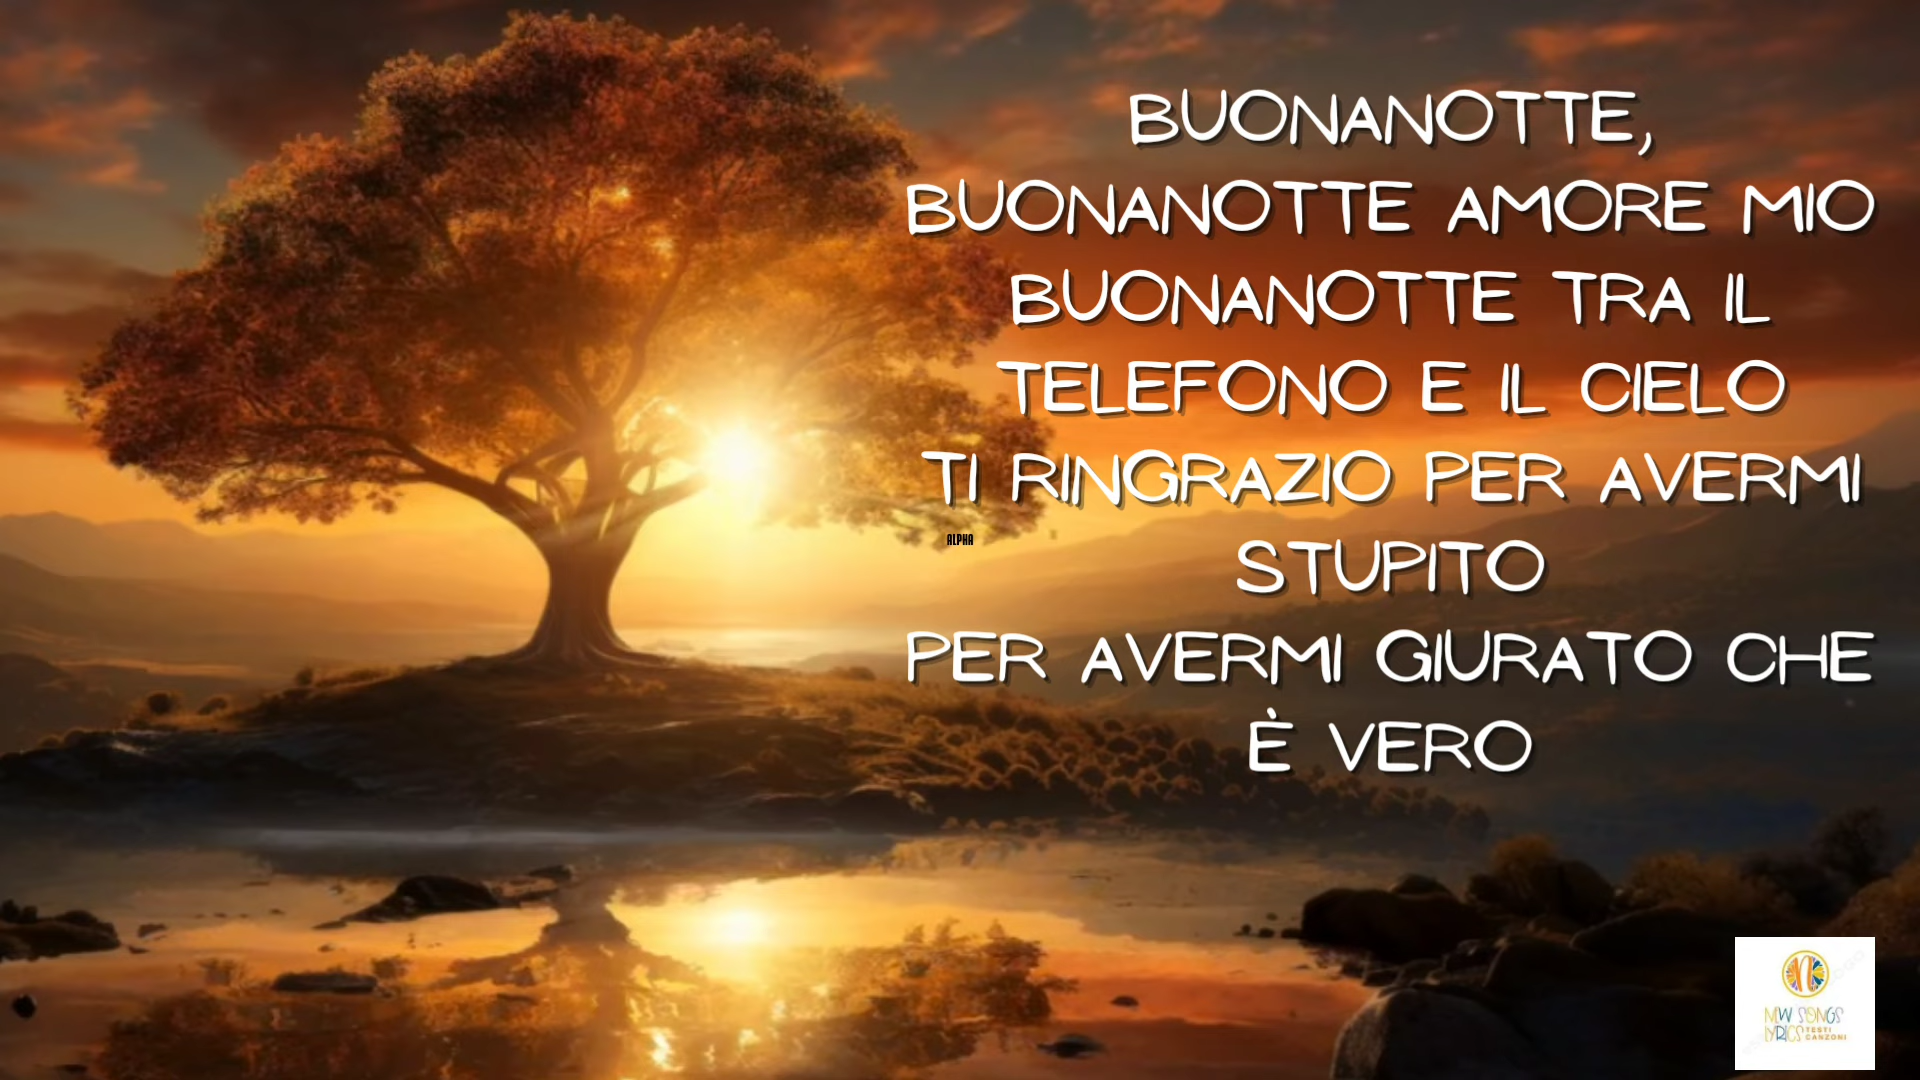 BUONANOTTE,
BUONANOTTE AMORE MIO
BUONANOTTE TRA IL
TELEFONO E IL CIELO
TI RINGRAZIO PER AVERMI
STUPITO
PER AVERMI GIURATO CHE
È VERO
ALPHA
NEW SONGS
LYRICS TESTI
CANZONI